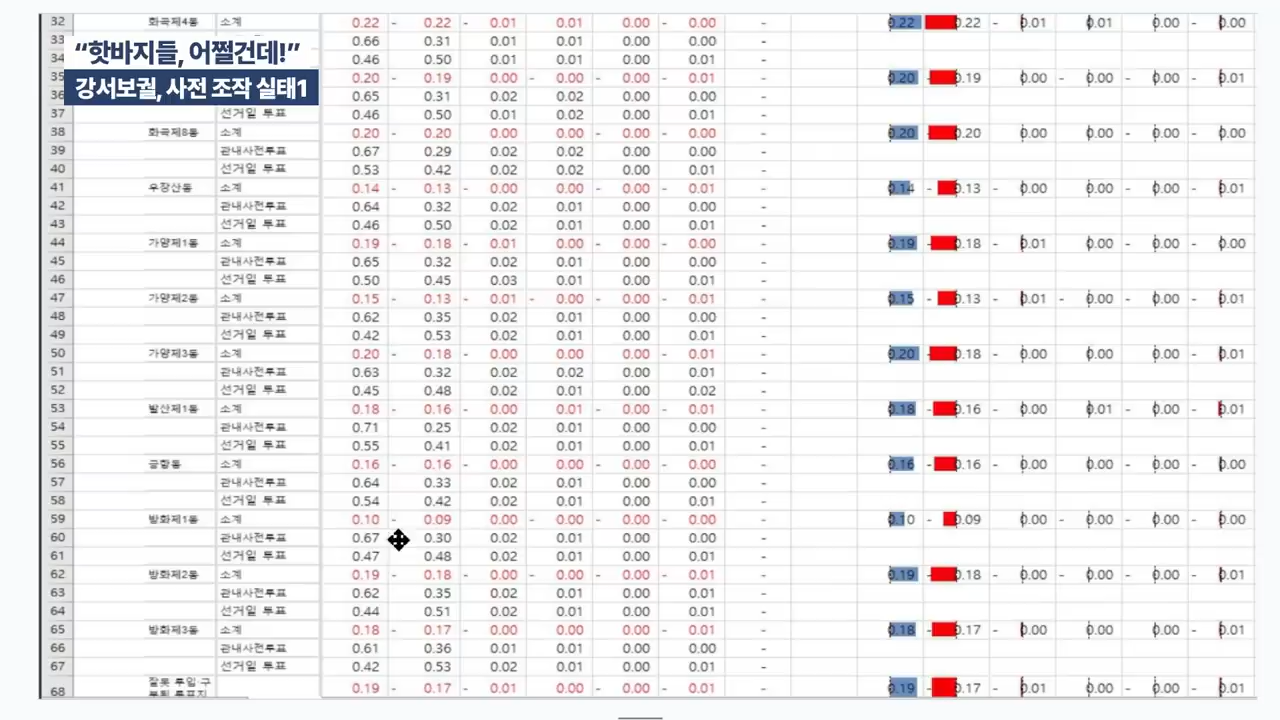 32 화곡제4동 소계 0.22 - 0.22 - 0.01 0.01 0.00 - 0.00 0.22 0.22 - 0.01 0.01 0.00 - 0.00
33 0.66 0.31 0.01 0.01 0.00 0.00 -
“핫바지들, 어쩔건데!”
34 0.46 0.50 0.01 0.01 0.00 0.01 -
35 0.20 - 0.19 - 0.00 - 0.00 - 0.00 - 0.01 0.20 0.19 0.00 - 0.00 - 0.00 - 0.01
강서보궐, 사전 조작 실태1
36 0.65 0.31 0.02 0.02 0.00 0.00 -
37 선거일 투표 0.46 0.50 0.01 0.02 0.00 0.01 -
38 화곡제8동 소계 0.20 - 0.20 - 0.00 0.00 - 0.00 - 0.00 0.20 - 0.20 0.00 0.00 - 0.00 - 0.00
39 관내사전투표 0.67 0.29 0.02 0.02 0.00 0.00 -
40 선거일 투표 0.53 0.42 0.02 0.02 0.00 0.01 -
41 우장산동 소계 0.14 - 0.13 - 0.00 0.00 - 0.00 - 0.01 0.14 - 0.13 - 0.00 0.00 - 0.00 - 0.01
42 관내사전투표 0.64 0.32 0.02 0.01 0.00 0.00 -
43 선거일 투표 0.46 0.50 0.02 0.01 0.00 0.01 -
44 가양제1동 소계 0.19 - 0.18 - 0.01 0.00 - 0.00 - 0.00 0.19 - 0.18 - 0.01 0.00 - 0.00 - 0.00
45 관내사전투표 0.65 0.32 0.02 0.01 0.00 0.00 -
46 선거일 투표 0.50 0.45 0.03 0.01 0.00 0.01 -
47 가양제2동 소계 0.15 - 0.13 - 0.01 - 0.00 - 0.00 - 0.01 0.15 - 0.13 - 0.01 - 0.00 - 0.00 - 0.01
48 관내사전투표 0.62 0.35 0.02 0.01 0.00 0.00 -
49 선거일 투표 0.42 0.53 0.02 0.01 0.00 0.01 -
50 가양제3동 소계 0.20 - 0.18 - 0.00 0.00 - 0.00 - 0.01 0.20 - 0.18 - 0.00 0.00 - 0.00 - 0.01
51 관내사전투표 0.63 0.32 0.02 0.02 0.00 0.01 -
52 선거일 투표 0.45 0.48 0.02 0.01 0.00 0.02 -
53 발산제1동 소계 0.18 - 0.16 - 0.00 0.01 - 0.00 - 0.01 0.18 - 0.16 - 0.00 0.01 - 0.00 - 0.01
54 관내사전투표 0.71 0.25 0.02 0.01 0.00 0.00 -
55 선거일 투표 0.55 0.41 0.02 0.01 0.00 0.01 -
56 공항동 소계 0.16 - 0.16 - 0.00 0.00 - 0.00 - 0.00 0.16 - 0.16 - 0.00 0.00 - 0.00 - 0.00
57 관내사전투표 0.64 0.33 0.02 0.01 0.00 0.00 -
58 선거일 투표 0.54 0.42 0.02 0.01 0.00 0.01 -
59 방화제1동 소계 0.10 - 0.09 - 0.00 - 0.00 - 0.00 - 0.00 0.10 - 0.09 - 0.00 - 0.00 - 0.00 - 0.00
60 관내사전투표 0.67 0.30 0.02 0.01 0.00 0.00 -
61 선거일 투표 0.47 0.48 0.02 0.01 0.00 0.01 -
62 방화제2동 소계 0.19 - 0.18 - 0.00 - 0.00 - 0.00 - 0.01 0.19 - 0.18 - 0.00 - 0.00 - 0.00 - 0.01
63 관내사전투표 0.62 0.35 0.02 0.01 0.00 0.00 -
64 선거일 투표 0.44 0.51 0.02 0.01 0.00 0.01 -
65 방화제3동 소계 0.18 - 0.17 - 0.00 0.00 - 0.00 - 0.01 0.18 - 0.17 - 0.00 0.00 - 0.00 - 0.01
66 관내사전투표 0.61 0.36 0.01 0.01 0.00 0.00 -
67 선거일 투표 0.42 0.53 0.02 0.01 0.00 0.01 -
잘못 투입·구
68 분된 투표지 0.19 - 0.17 - 0.01 0.00 - 0.00 - 0.01 0.19 - 0.17 - 0.01 0.00 - 0.00 - 0.01